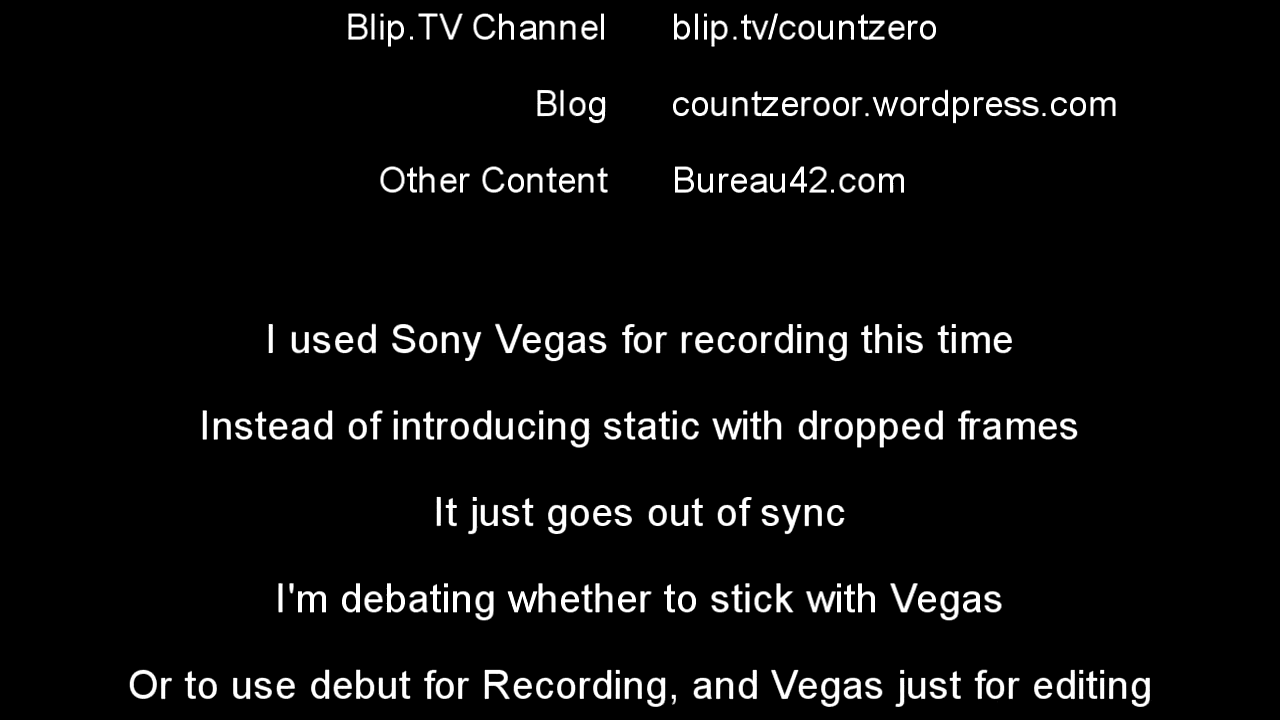 Blip.TV Channel blip.tv/countzero
Blog countzeroor.wordpress.com
Other Content Bureau42.com
I used Sony Vegas for recording this time
Instead of introducing static with dropped frames
It just goes out of sync
I'm debating whether to stick with Vegas
Or to use debut for Recording, and Vegas just for editing